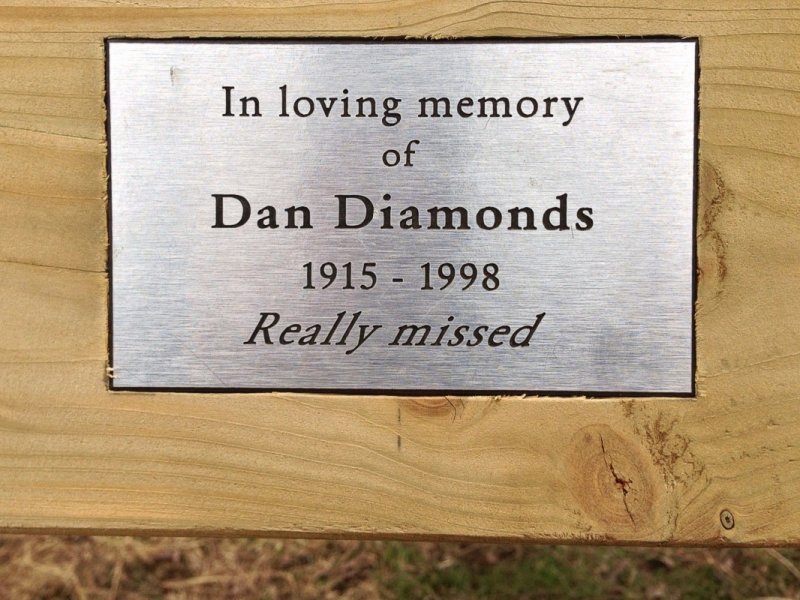 In loving memory
of
Dan Diamonds
1915 - 1998
Really missed